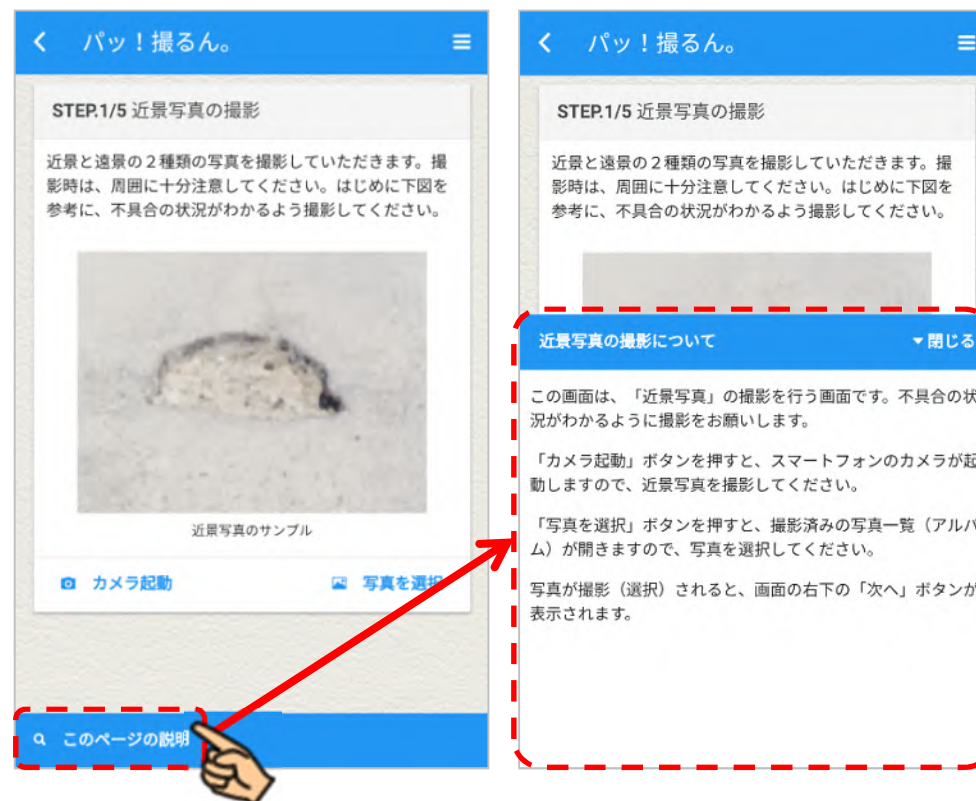 パッ！撮るん。
STEP.1/5 近景写真の撮影
近景と遠景の２種類の写真を撮影していただきます。撮
影時は、周囲に十分注意してください。はじめに下図を
参考に、不具合の状況がわかるよう撮影してください。
近景写真のサンプル
カメラ起動
写真を選択
このページの説明
パッ！撮るん。
STEP.1/5 近景写真の撮影
近景と遠景の２種類の写真を撮影していただきます。撮
影時は、周囲に十分注意してください。はじめに下図を
参考に、不具合の状況がわかるよう撮影してください。
近景写真の撮影について
▼閉じる
この画面は、「近景写真」の撮影を行う画面です。不具合の状
況がわかるように撮影をお願いします。
「カメラ起動」ボタンを押すと、スマートフォンのカメラが起
動しますので、近景写真を撮影してください。
「写真を選択」ボタンを押すと、撮影済みの写真一覧（アルバ
ム）が開きますので、写真を選択してください。
写真が撮影（選択）されると、画面の右下の「次へ」ボタンが
表示されます。